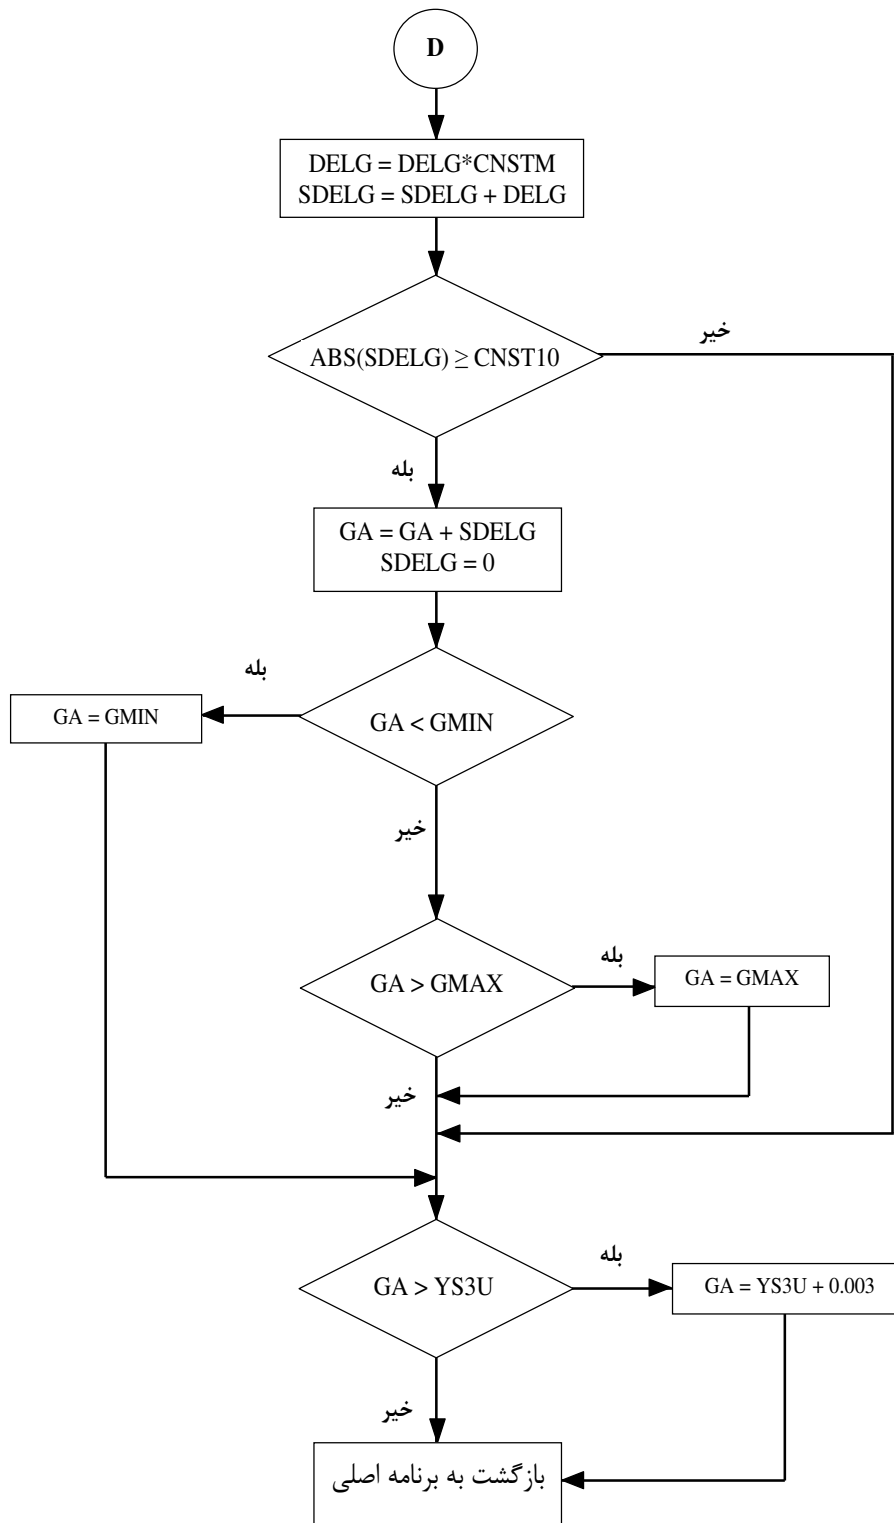 D
DELG = DELG*CNSTM
SDELG = SDELG + DELG
خیر
ABS(SDELG) ≥ CNST10
بله
GA = GA + SDELG
SDELG = 0
بله
GA = GMIN
GA < GMIN
خیر
بله
GA > GMAX
GA = GMAX
خیر
بله
GA > YS3U
GA = YS3U + 0.003
خیر
بازگشت به برنامه اصلی